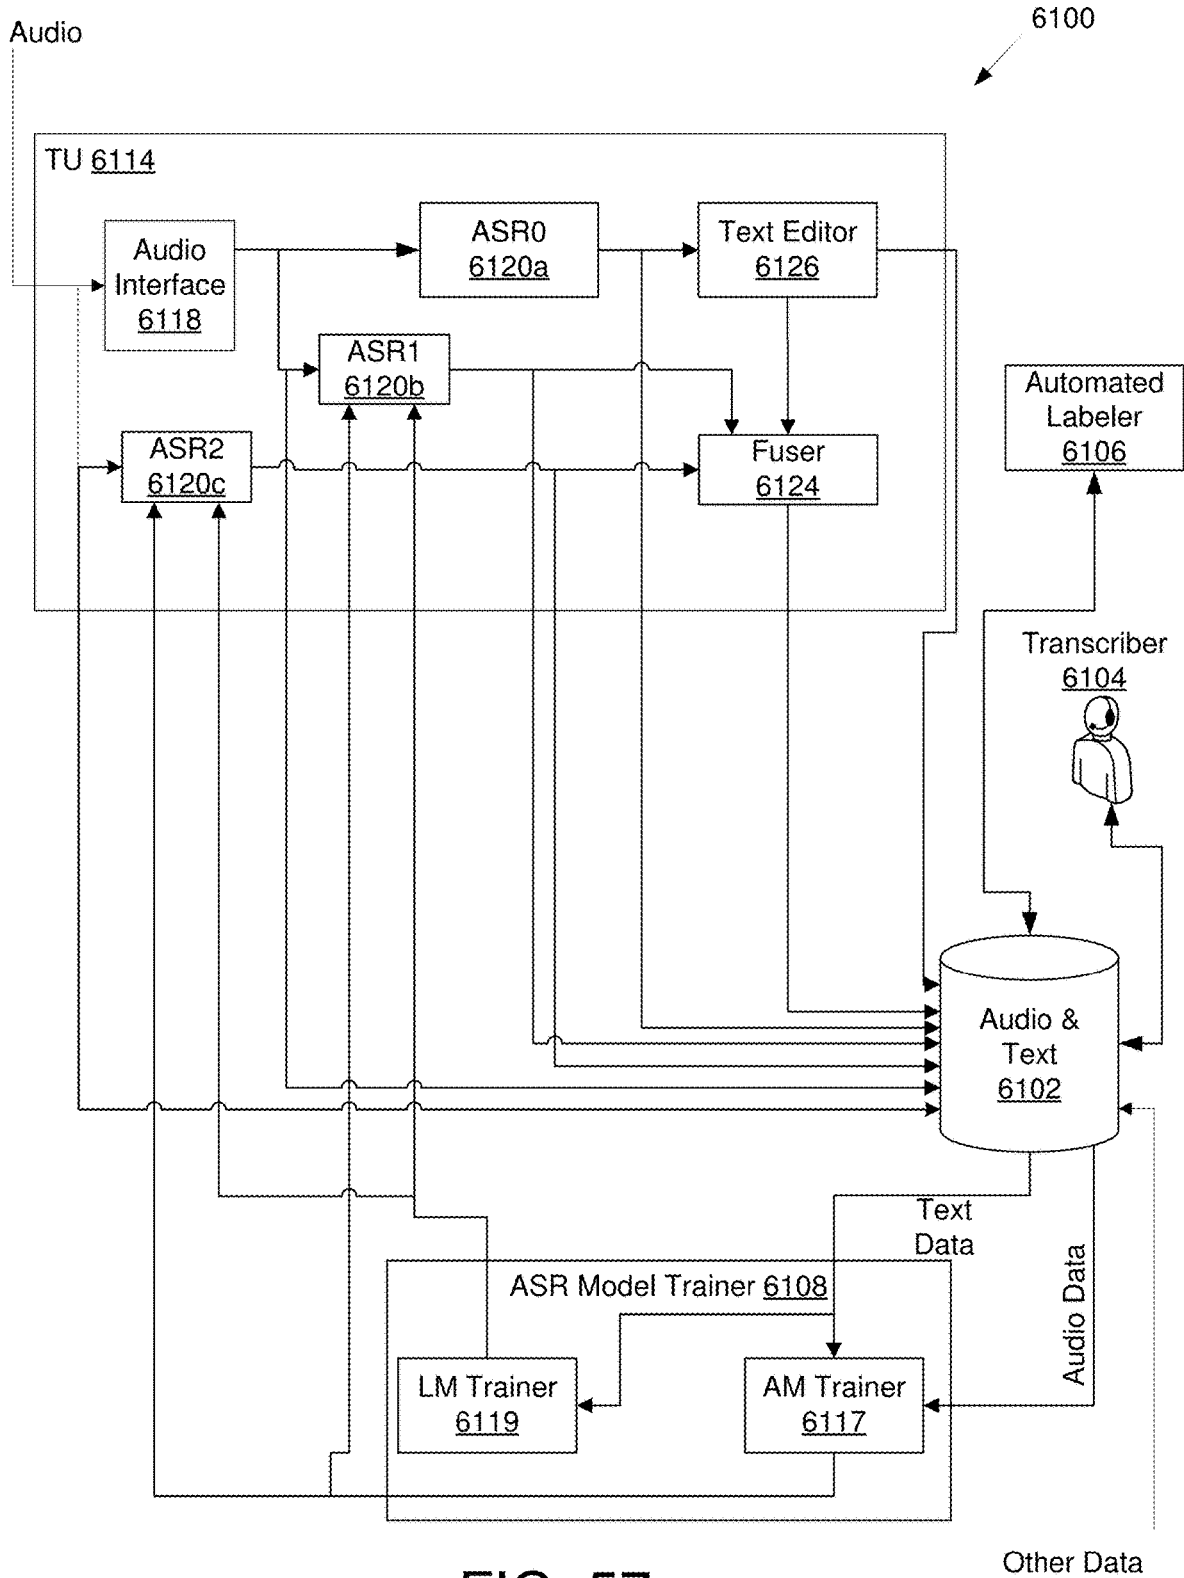 Audio
6100
TU 6114
Audio
Interface
6118
ASR0
6120a
Text Editor
6126
ASR1
6120b
ASR2
6120c
Fuser
6124
Automated
Labeler
6106
Transcriber
6104
Audio &
Text
6102
Text
Data
Audio Data
ASR Model Trainer 6108
LM Trainer
6119
AM Trainer
6117
Other Data